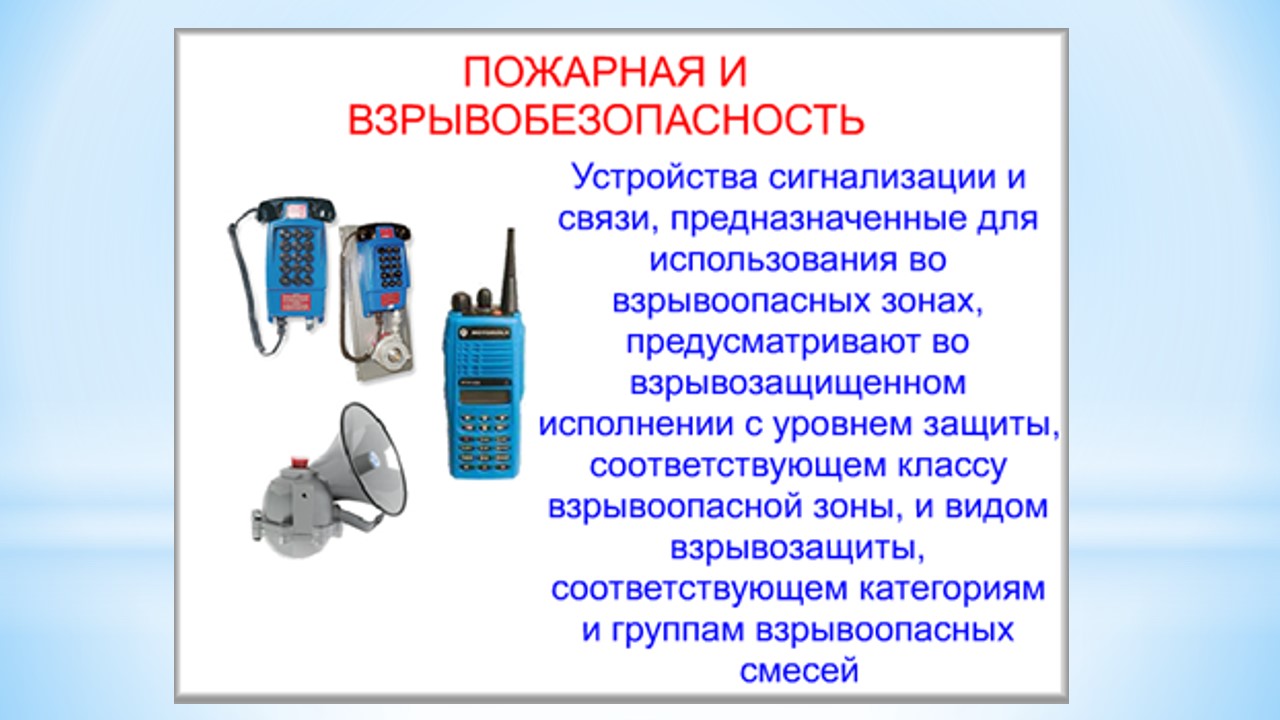 ПОЖАРНАЯ И
ВЗРЫВОБЕЗОПАСНОСТЬ
Устройства сигнализации и
связи, предназначенные для
использования во
взрывоопасных зонах,
предусматривают во
взрывозащищенном
исполнении с уровнем защиты,
соответствующем классу
взрывоопасной зоны, и видом
взрывозащиты,
соответствующем категориям
и группам взрывоопасных
смесей
MOTOROLA